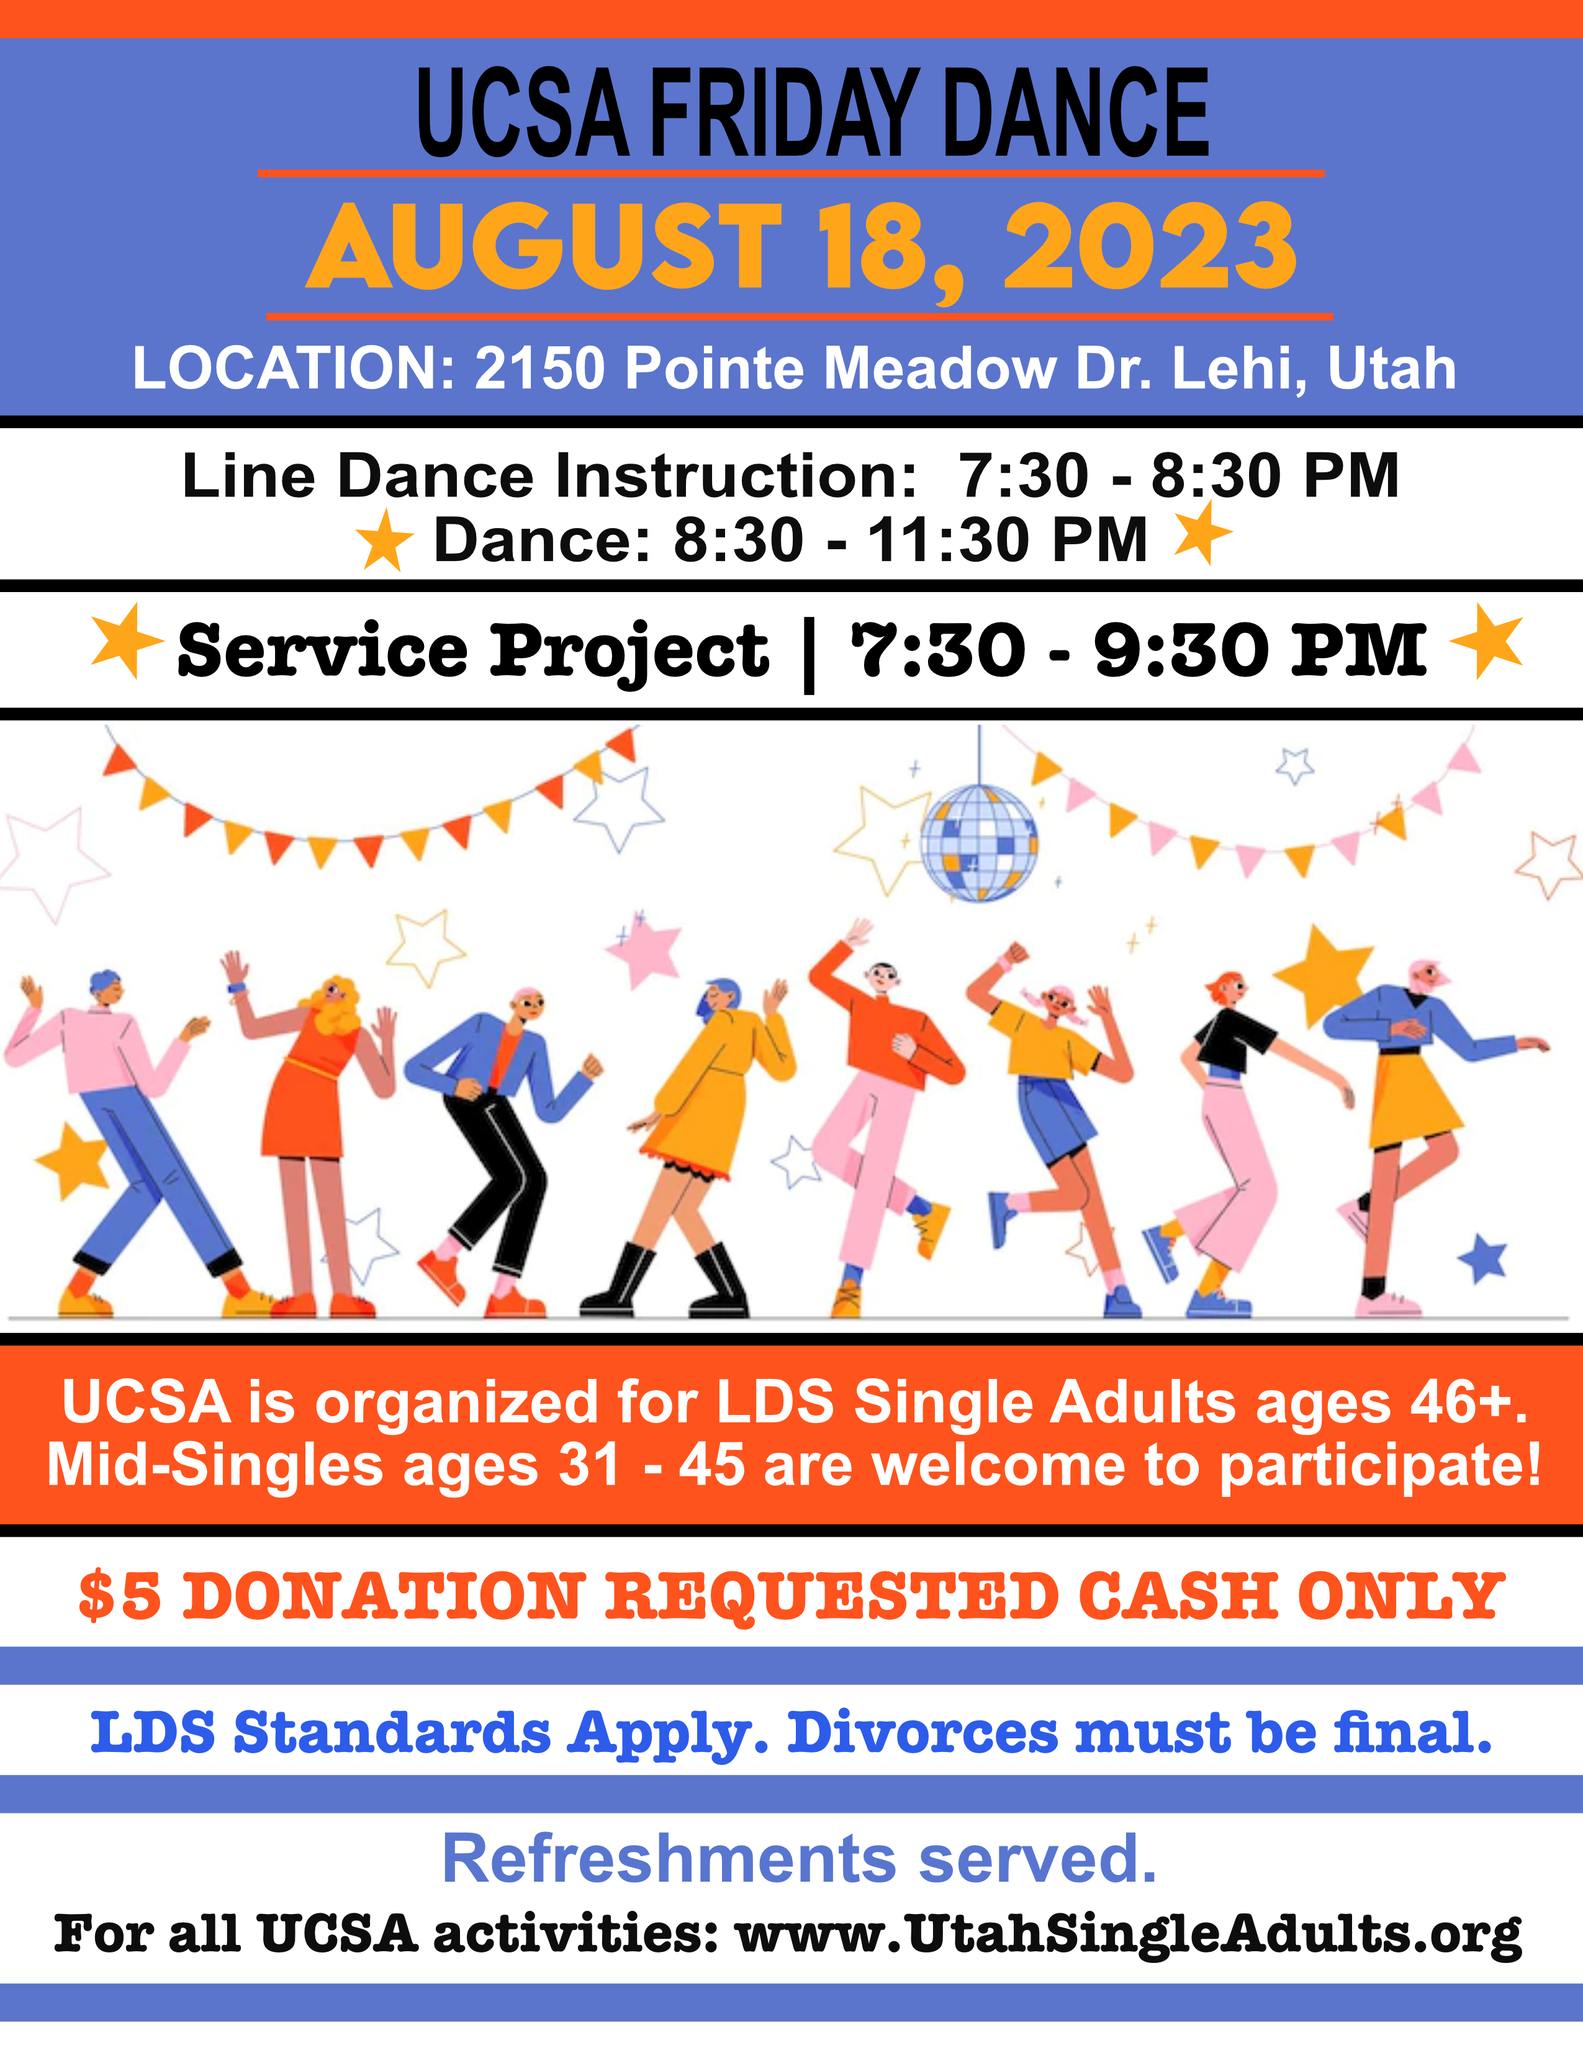 UCSA FRIDAY DANCE
AUGUST 18, 2023
LOCATION: 2150 Pointe Meadow Dr. Lehi, Utah
Line Dance Instruction: 7:30 - 8:30 PM
Dance: 8:30 - 11:30 PM
Service Project | 7:30 - 9:30 PM
UCSA is organized for LDS Single Adults ages 46+.
Mid-Singles ages 31 - 45 are welcome to participate!
$5 DONATION REQUESTED CASH ONLY
LDS Standards Apply. Divorces must be final.
Refreshments served.
For all UCSA activities: www.UtahSingleAdults.org